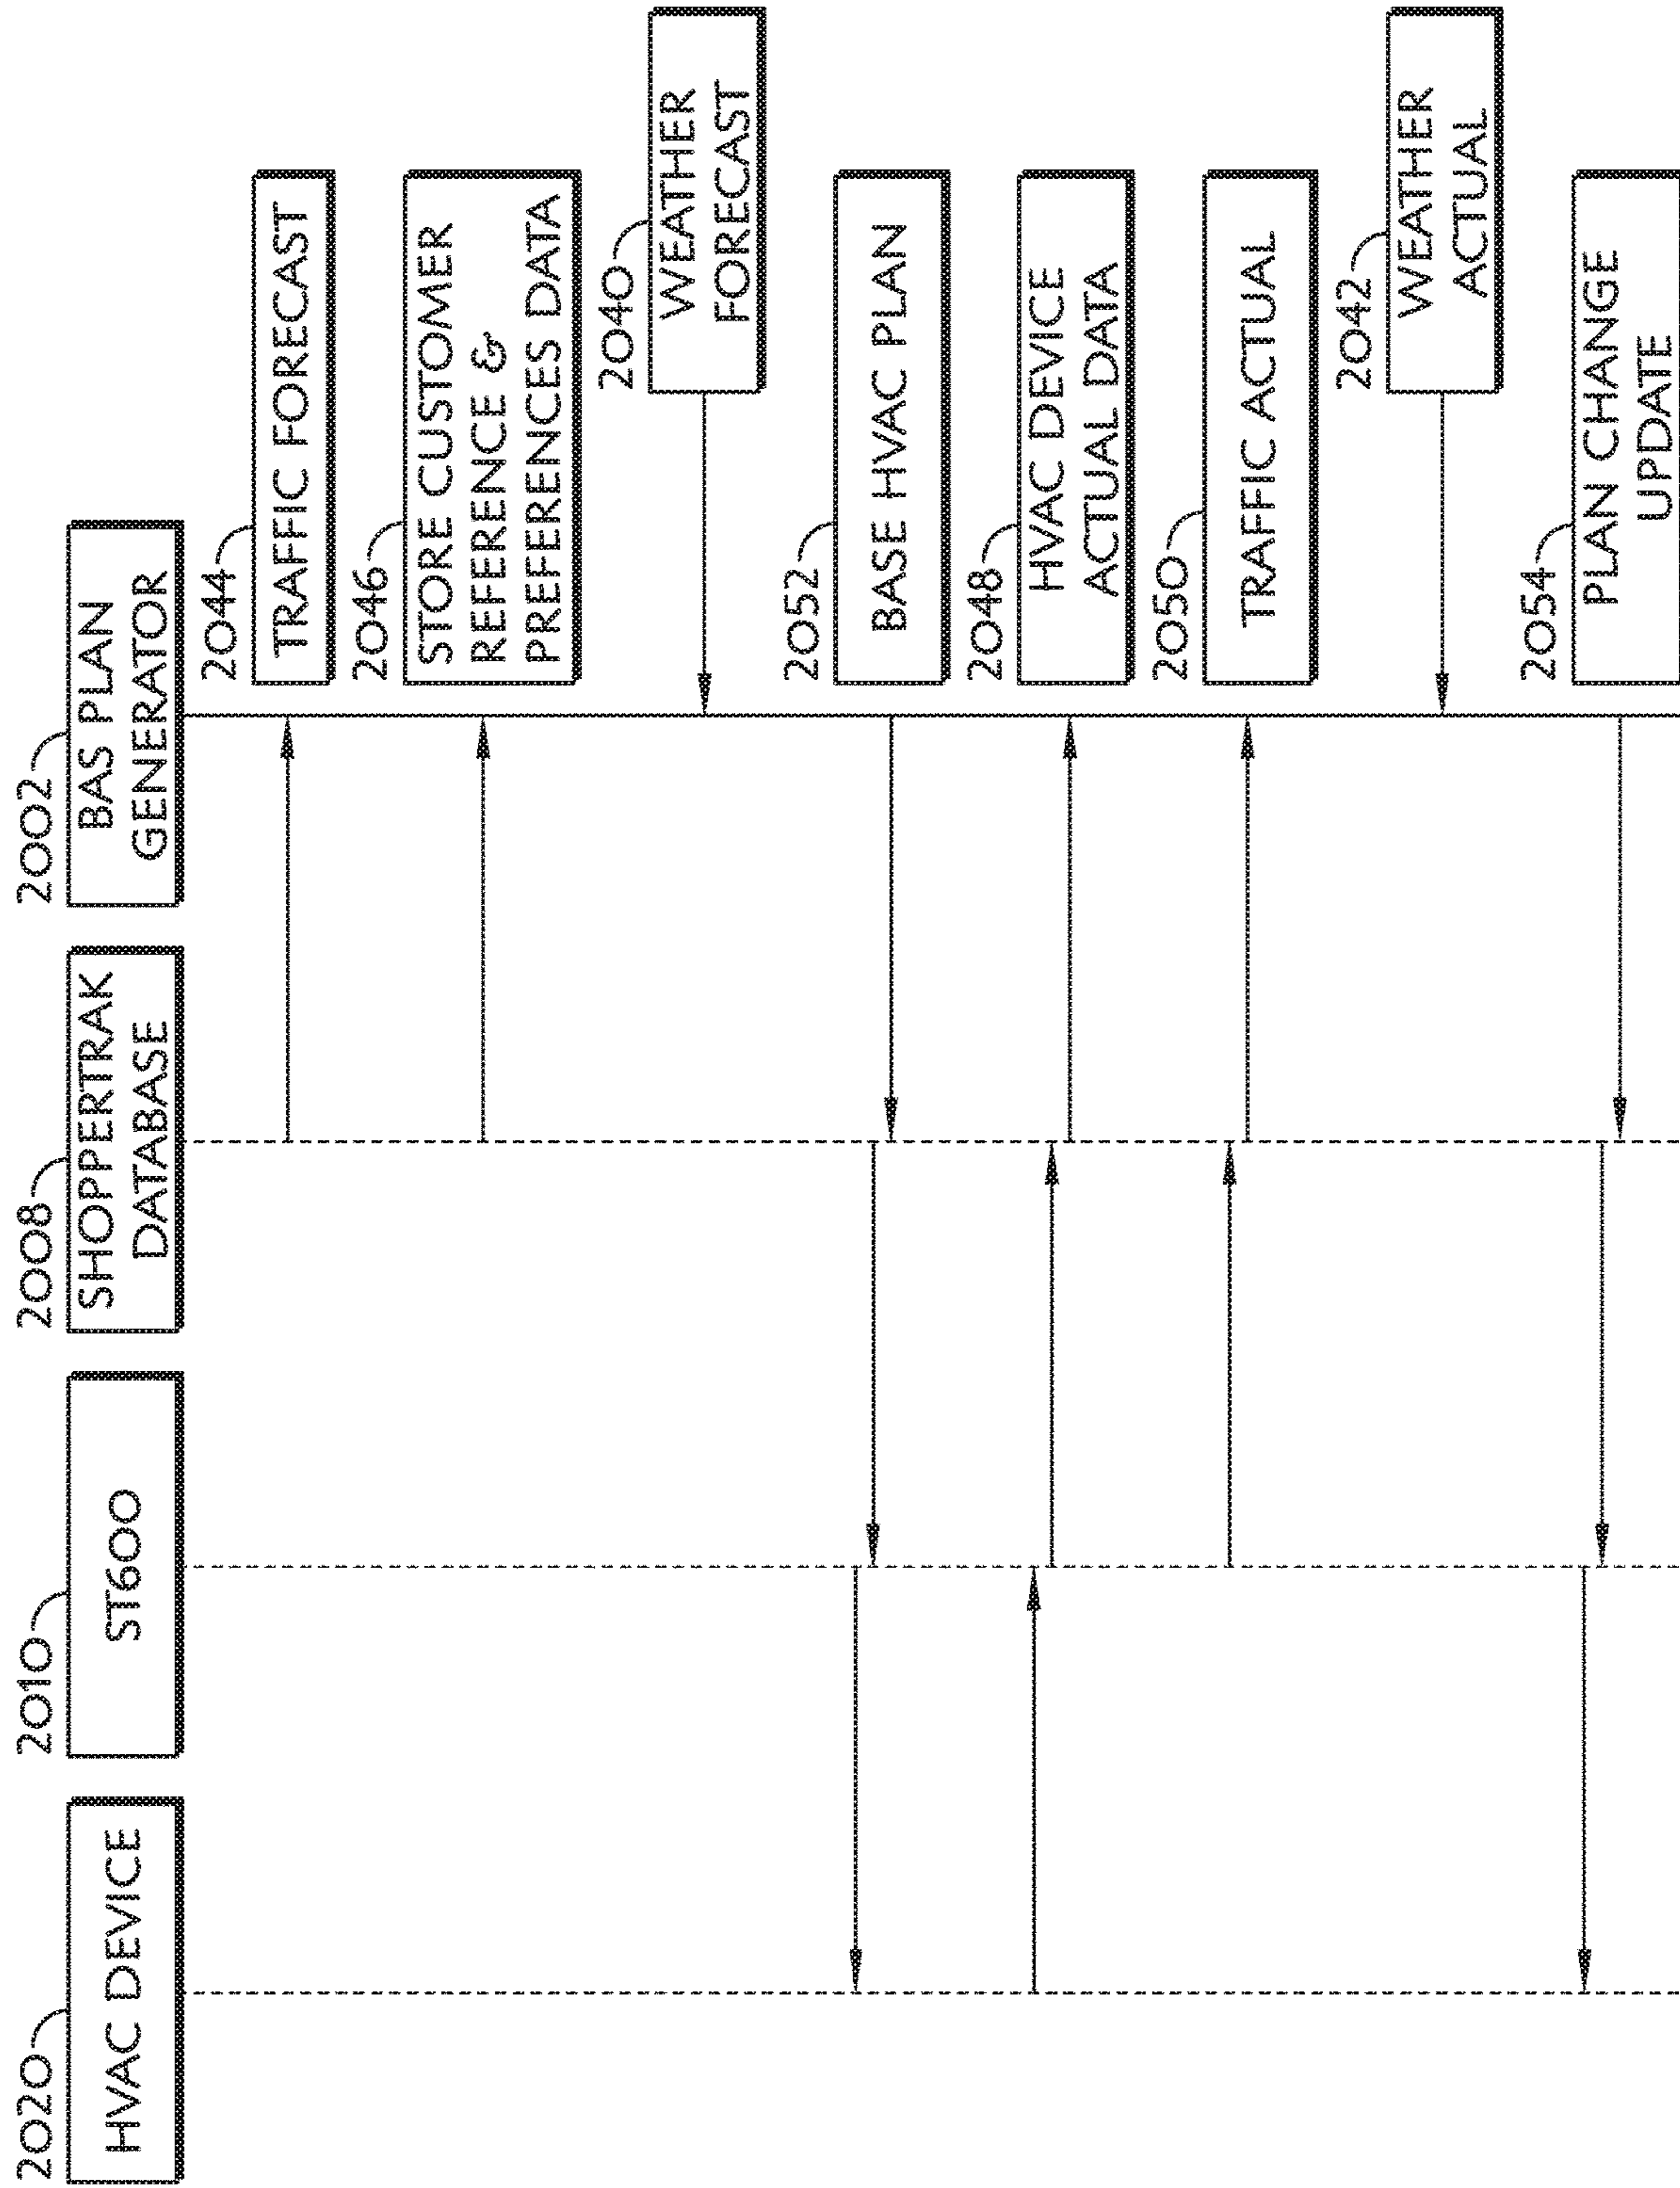 2020
HVAC DEVICE
2010
ST600
2008
SHOPPERTRAK
DATABASE
2002
BAS PLAN
GENERATOR
2044
TRAFFIC FORECAST
2046
STORE CUSTOMER
REFERENCE &
PREFERENCES DATA
2040
WEATHER
FORECAST
2052
BASE HVAC PLAN
2048
HVAC DEVICE
ACTUAL DATA
2050
TRAFFIC ACTUAL
2042
WEATHER
ACTUAL
2054
PLAN CHANGE
UPDATE